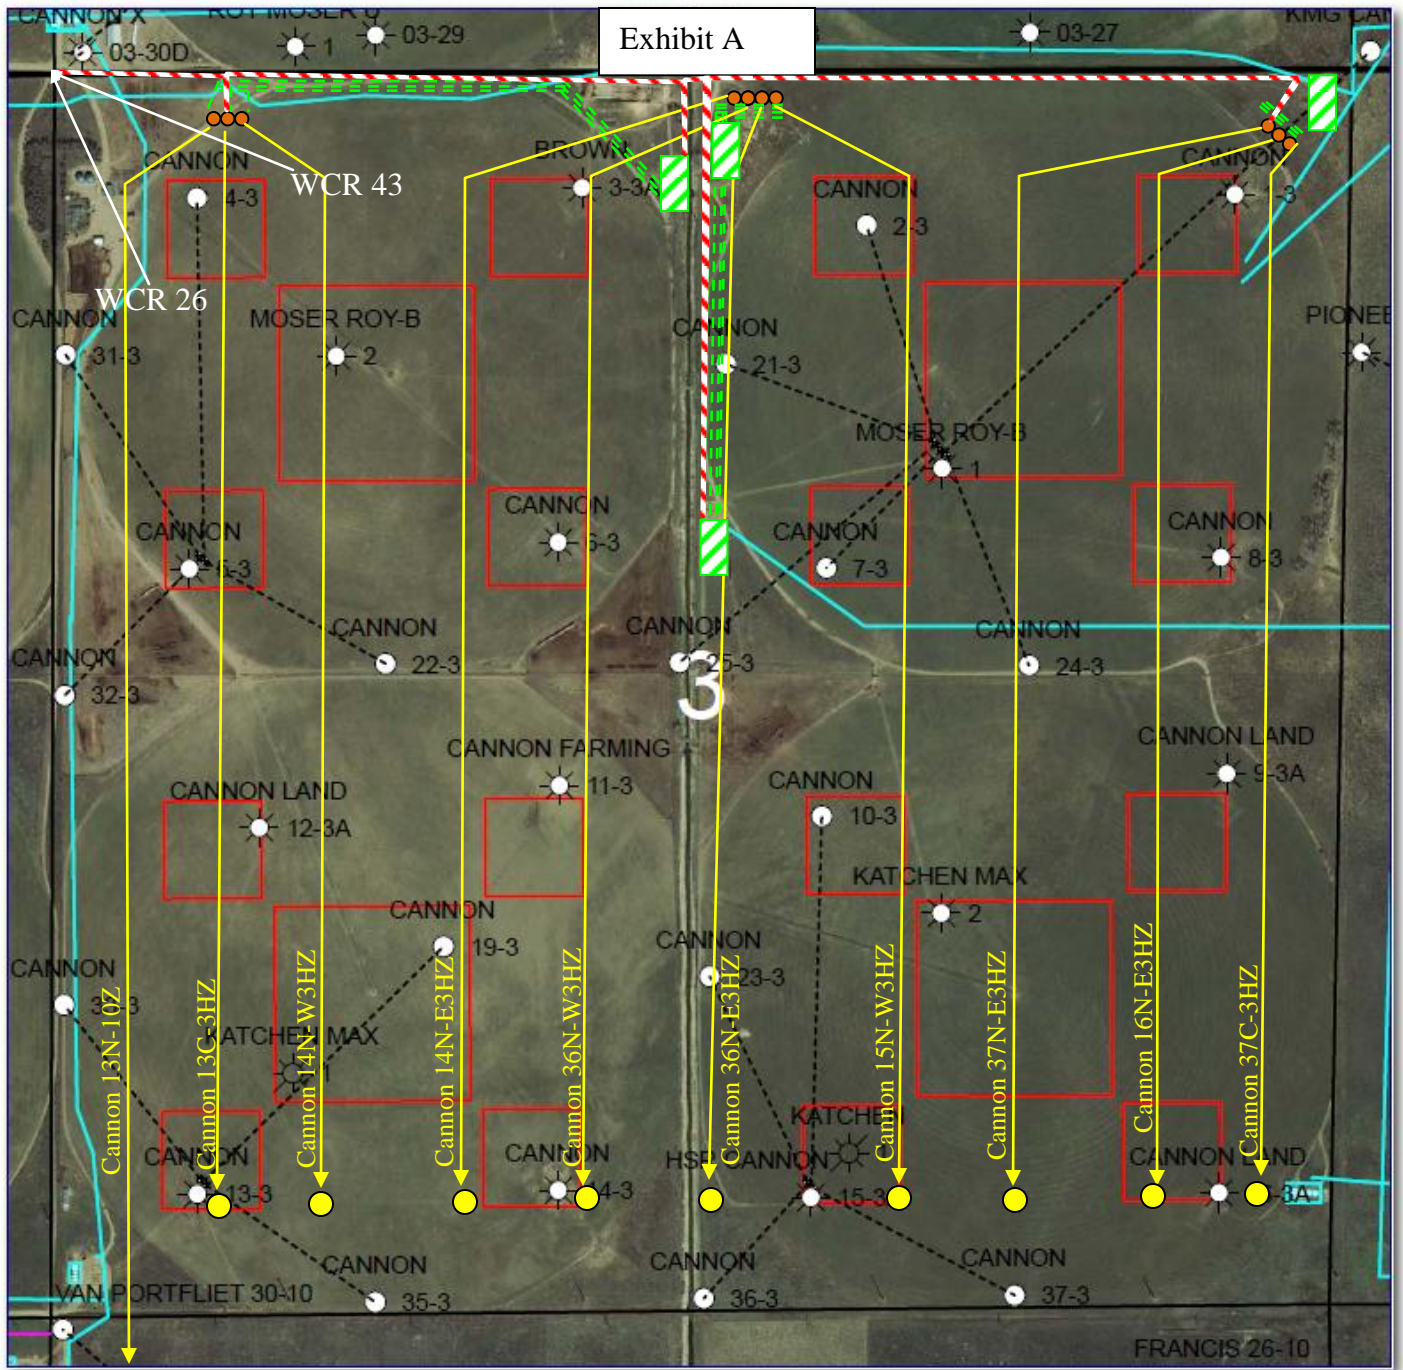 Exhibit A
CANNON X
ROY MOSER U
KMG CAN
03-30D
1
03-29
03-27
CANNON
4-3
WCR 43
BROWN
3-3A
CANNON
2-3
CANNON
1-3
WCR 26
CANNON
31-3
MOSER ROY-B
2
CANNON
21-3
PIONEE
MOSER ROY-B
1
CANNON
5-3
CANNON
6-3
CANNON
7-3
CANNON
8-3
CANNON
22-3
CANNON
25-3
CANNON
24-3
CANNON
32-3
3
CANNON FARMING
11-3
CANNON LAND
9-3A
CANNON LAND
12-3A
CANNON
10-3
KATCHEN MAX
2
CANNON
19-3
CANNON
23-3
CANNON
KATCHEN MAX
1
Cannon 13N-10Z
Cannon 13C-3HZ
Cannon 14N-W3HZ
Cannon 14N-E3HZ
Cannon 36N-W3HZ
Cannon 36N-E3HZ
Cannon 15N-W3HZ
Cannon 37N-E3HZ
Cannon 16N-E3HZ
Cannon 37C-3HZ
CANNON
13-3
CANNON
14-3
KATCHEN
HSR CANNON
15-3
CANNON LAND
-3A
CANNON
35-3
CANNON
36-3
CANNON
37-3
VAN PORTFLIET 30-10
FRANCIS 26-10